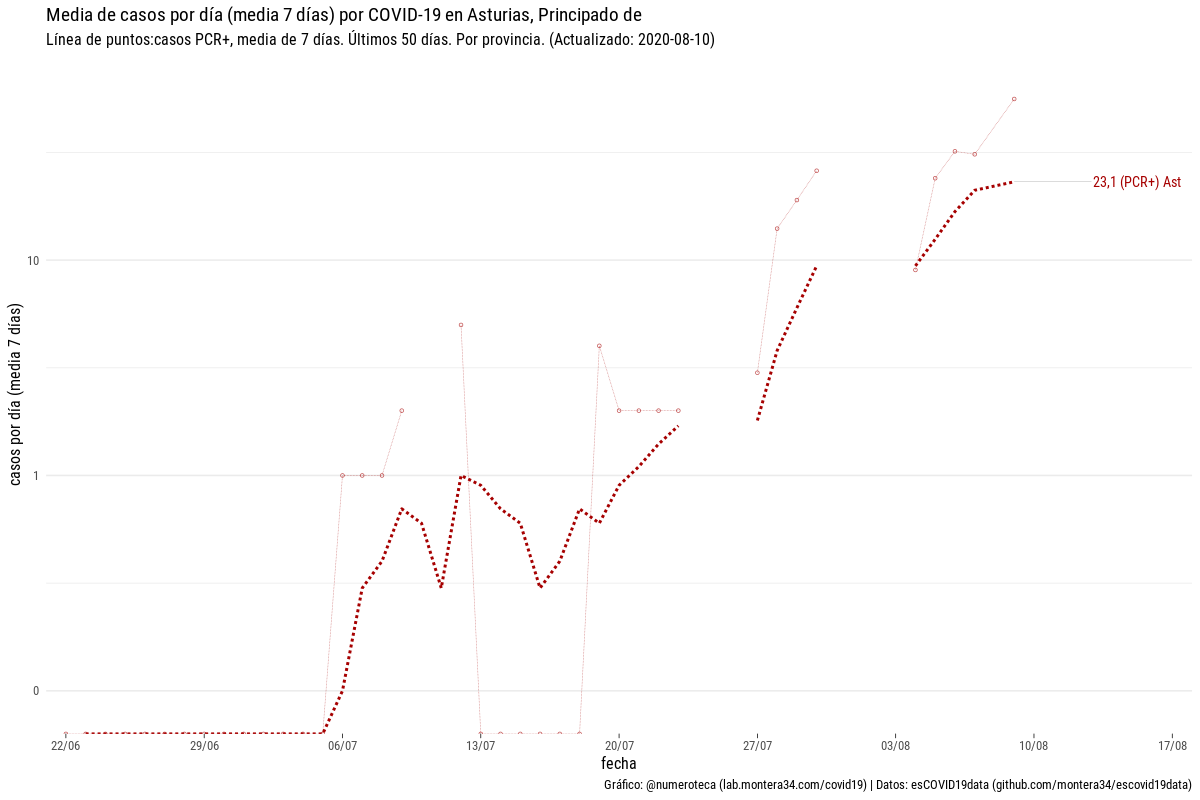 Media de casos por día (media 7 días) por COVID-19 en Asturias, Principado de
Línea de puntos:casos PCR+, media de 7 días. Últimos 50 días. Por provincia. (Actualizado: 2020-08-10)
casos por día (media 7 días)
10
1
0
23,1 (PCR+) Ast
22/06
29/06
06/07
13/07
20/07
27/07
03/08
10/08
17/08
fecha
Gráfico: @numeroteca (lab.montera34.com/covid19) | Datos: esCOVID19data (github.com/montera34/escovid19data)